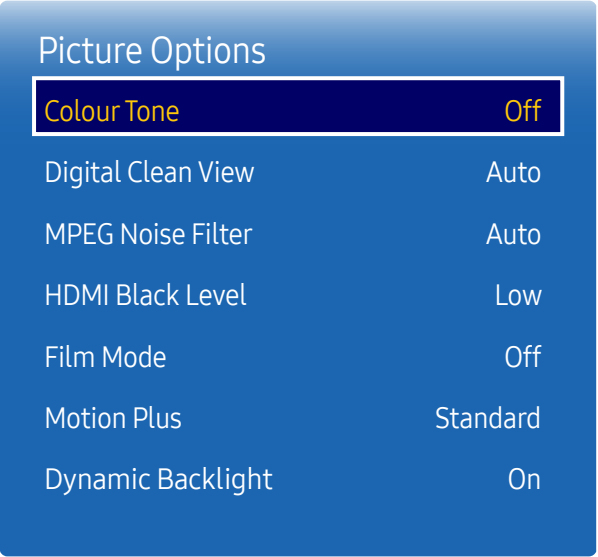 Picture Options
Colour Tone Off
Digital Clean View Auto
MPEG Noise Filter Auto
HDMI Black Level Low
Film Mode Off
Motion Plus Standard
Dynamic Backlight On